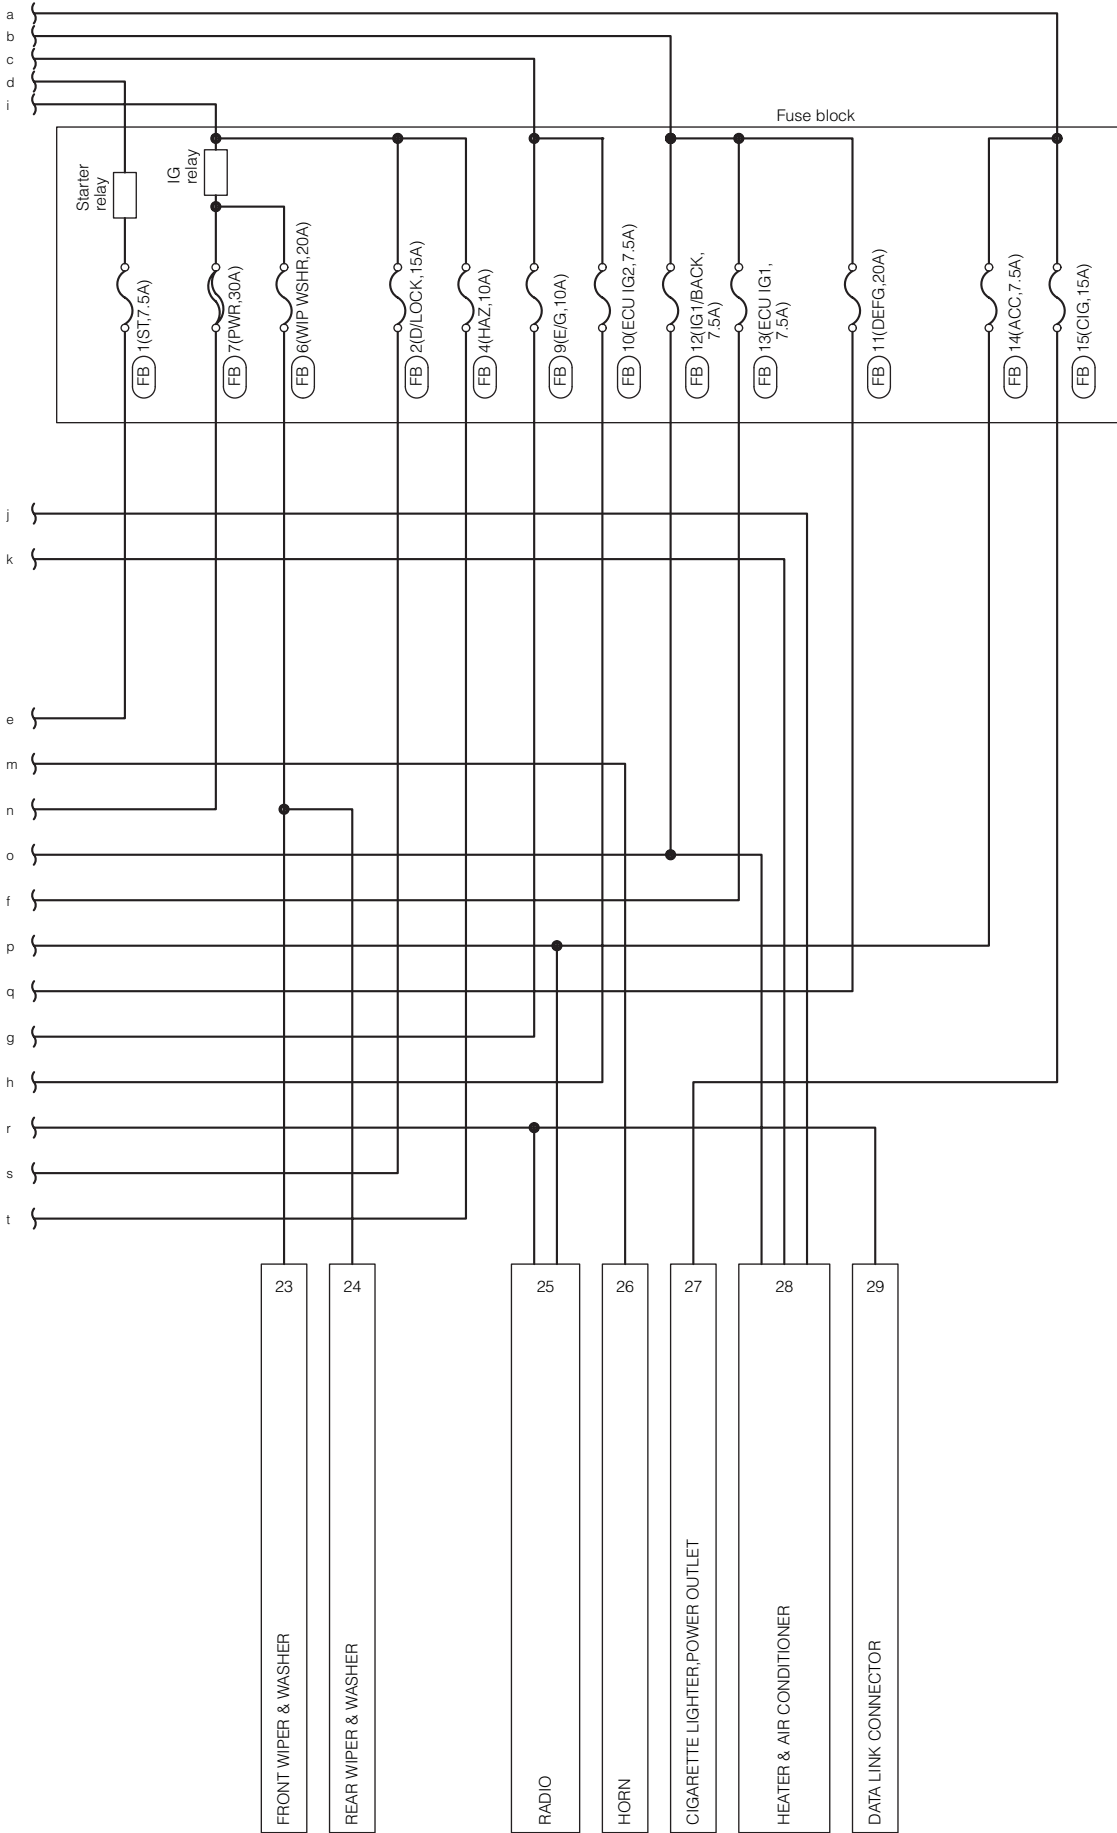 a
b
c
d
i
Fuse block
Starter
relay
IG
relay
FB 1(ST,7.5A)
FB 7(PWR,30A)
FB 6(WIP WSHR,20A)
FB 2(D/LOCK,15A)
FB 4(HAZ,10A)
FB 9(E/G,10A)
FB 10(ECU IG2,7.5A)
FB 12(IG1/BACK,
7.5A)
FB 13(ECU IG1,
7.5A)
FB 11(DEFG,20A)
FB 14(ACC,7.5A)
FB 15(CIG,15A)
j
k
e
m
n
o
f
p
q
g
h
r
s
t
23
FRONT WIPER & WASHER
24
REAR WIPER & WASHER
25
RADIO
26
HORN
27
CIGARETTE LIGHTER,POWER OUTLET
28
HEATER & AIR CONDITIONER
29
DATA LINK CONNECTOR